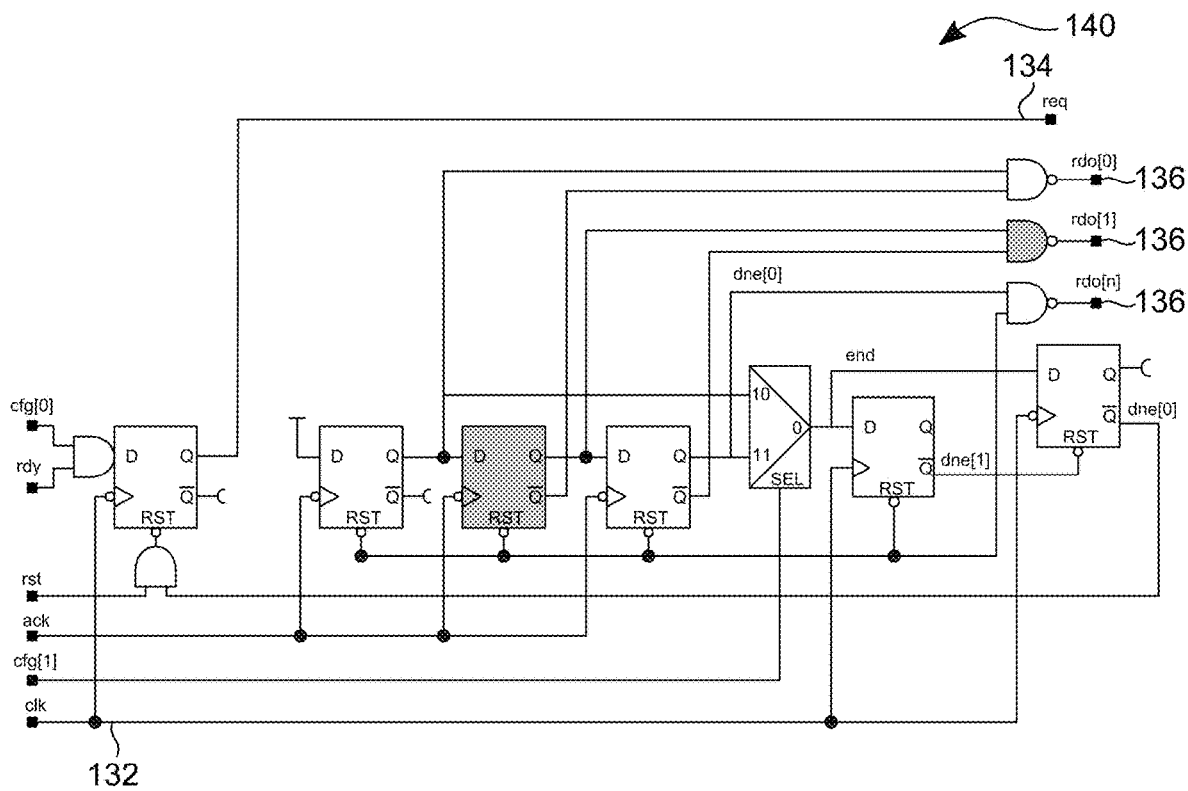 140
134
req
rdo[0]
136
rdo[1]
136
dne[0]
rdo[n]
136
end
D Q
Q
RST
dne[0]
10
11
0
SEL
D Q
Q
RST
dne[1]
cfg[0]
rdy
D Q
Q
RST
D Q
Q
RST
D Q
Q
RST
D Q
Q
RST
rst
ack
cfg[1]
clk
132